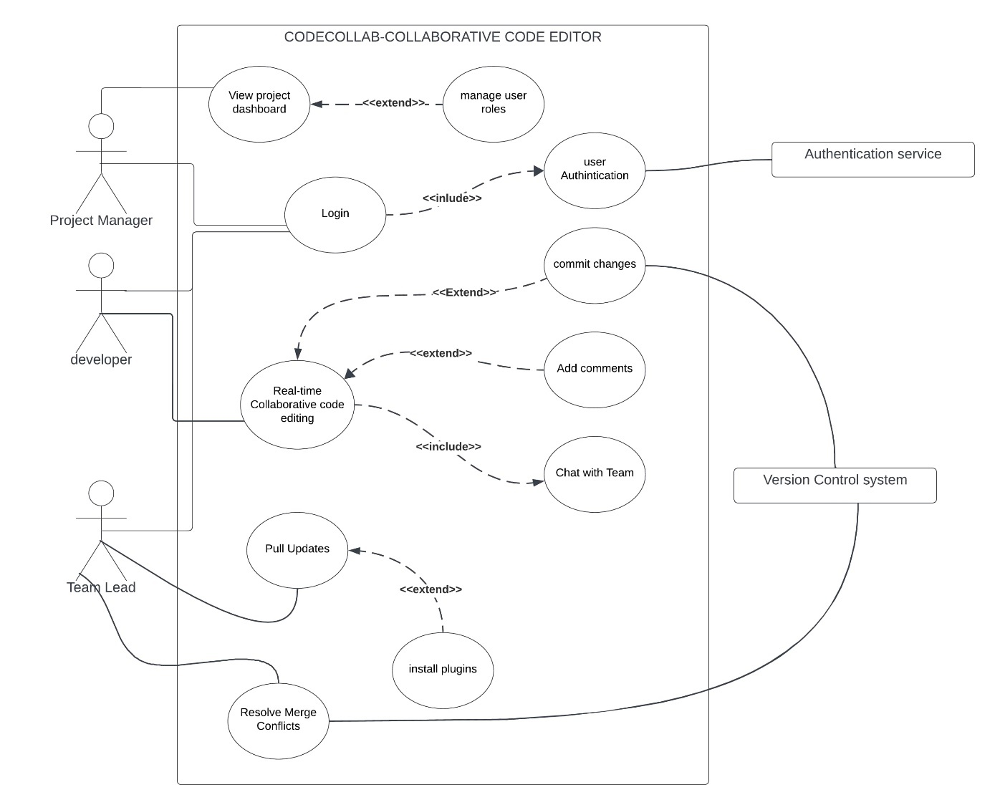 CODECOLLAB-COLLABORATIVE CODE EDITOR
View project
dashboard
<<extend>>
manage user
roles
user
Authintication
Authentication service
<<inlude>>
Login
Project Manager
commit changes
<<Extend>>
developer
<<extend>>
Add comments
Real-time
Collaborative code
editing
<<include>>
Chat with Team
Version Control system
Pull Updates
Team Lead
<<extend>>
install plugins
Resolve Merge
Conflicts